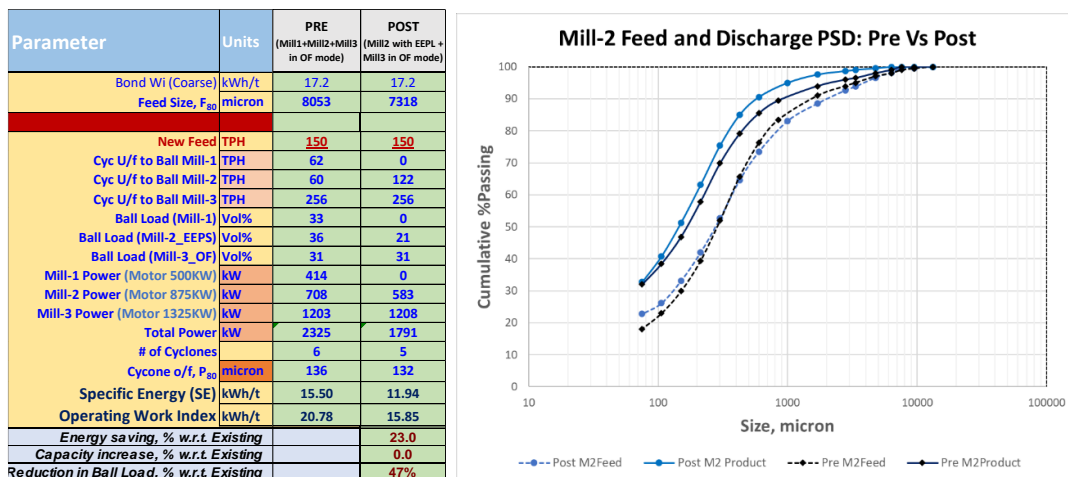 Parameter Units PRE (Mill1+Mill2+Mill3 in OF mode) POST (Mill2 with EEPL + Mill3 in OF mode)
Bond Wi (Coarse) kWh/t 17.2 17.2
Feed Size, F80 micron 8053 7318
New Feed TPH 150 150
Cyc U/f to Ball Mill-1 TPH 62 0
Cyc U/f to Ball Mill-2 TPH 60 122
Cyc U/f to Ball Mill-3 TPH 256 256
Ball Load (Mill-1) Vol% 33 0
Ball Load (Mill-2_EEPS) Vol% 36 21
Ball Load (Mill-3_OF) Vol% 31 31
Mill-1 Power (Motor 500KW) kW 414 0
Mill-2 Power (Motor 875KW) kW 708 583
Mill-3 Power (Motor 1325KW) kW 1203 1208
Total Power kW 2325 1791
# of Cyclones 6 5
Cycone o/f, P80 micron 136 132
Specific Energy (SE) kWh/t 15.50 11.94
Operating Work Index kWh/t 20.78 15.85
Energy saving, % w.r.t. Existing 23.0
Capacity increase, % w.r.t. Existing 0.0
Reduction in Ball Load, % w.r.t. Existing 47%
Mill-2 Feed and Discharge PSD: Pre Vs Post
Cumulative %Passing
100
90
80
70
60
50
40
30
20
10
0
10 100 1000 10000 100000
Size, micron
Post M2Feed Post M2 Product Pre M2Feed Pre M2Product